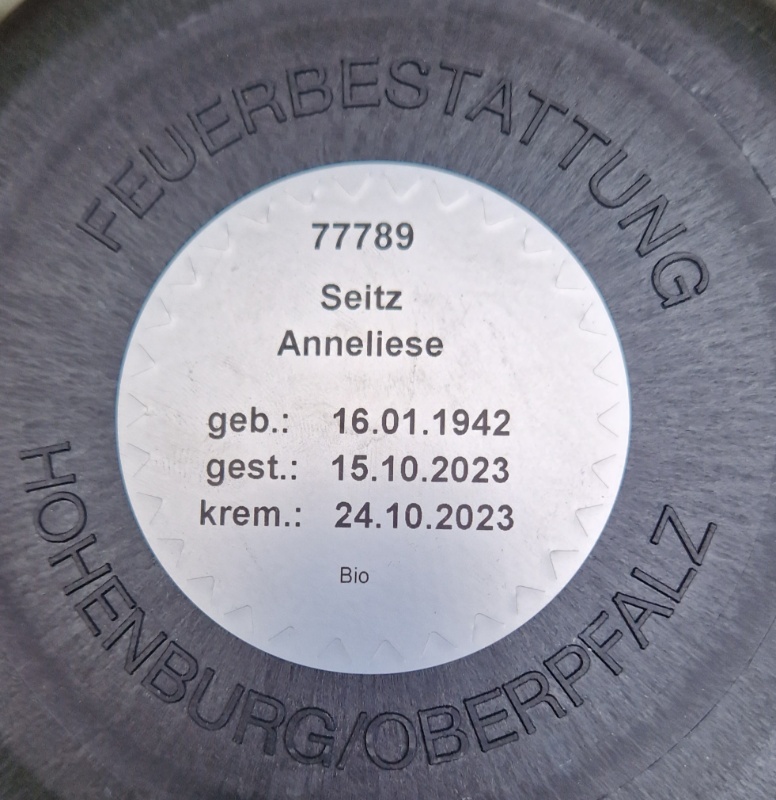 FEUERBESTATTUNG
77789
Seitz
Anneliese
geb.: 16.01.1942
gest.: 15.10.2023
krem.: 24.10.2023
Bio
HOHENBURG/OBERPFALZ